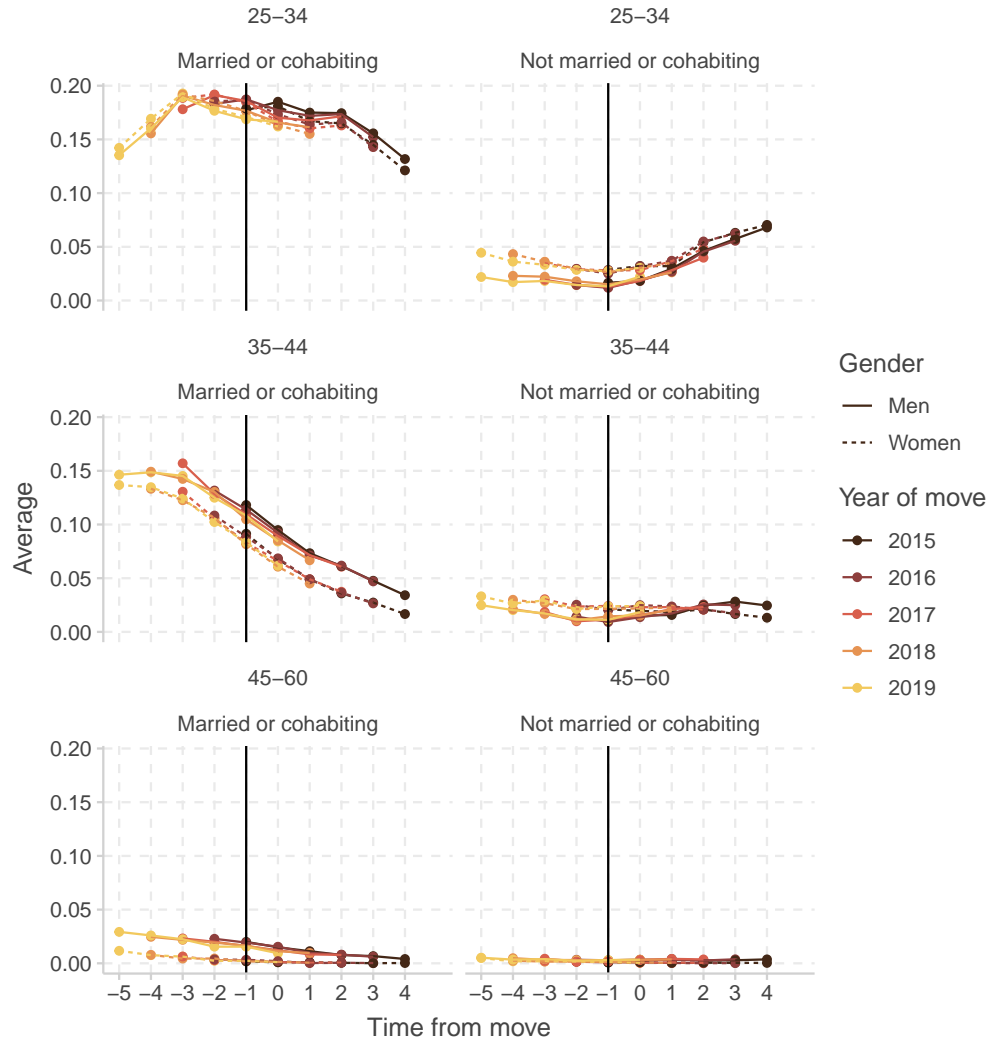 25−34
25−34
Married or cohabiting
Not married or cohabiting
0.20
0.15
0.10
0.05
0.00
35−44
35−44
Married or cohabiting
Not married or cohabiting
0.20
0.15
0.10
0.05
0.00
45−60
45−60
Married or cohabiting
Not married or cohabiting
0.20
0.15
0.10
0.05
0.00
−5 −4 −3 −2 −1 0 1 2 3 4
−5 −4 −3 −2 −1 0 1 2 3 4
Time from move
Average
Gender
Men
Women
Year of move
2015
2016
2017
2018
2019